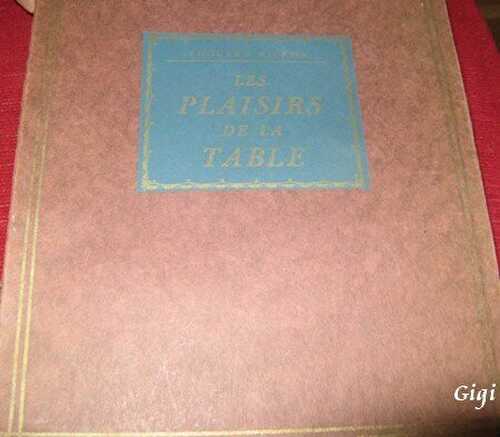 LES
PLAISIRS
DE LA
TABLE
Gigi